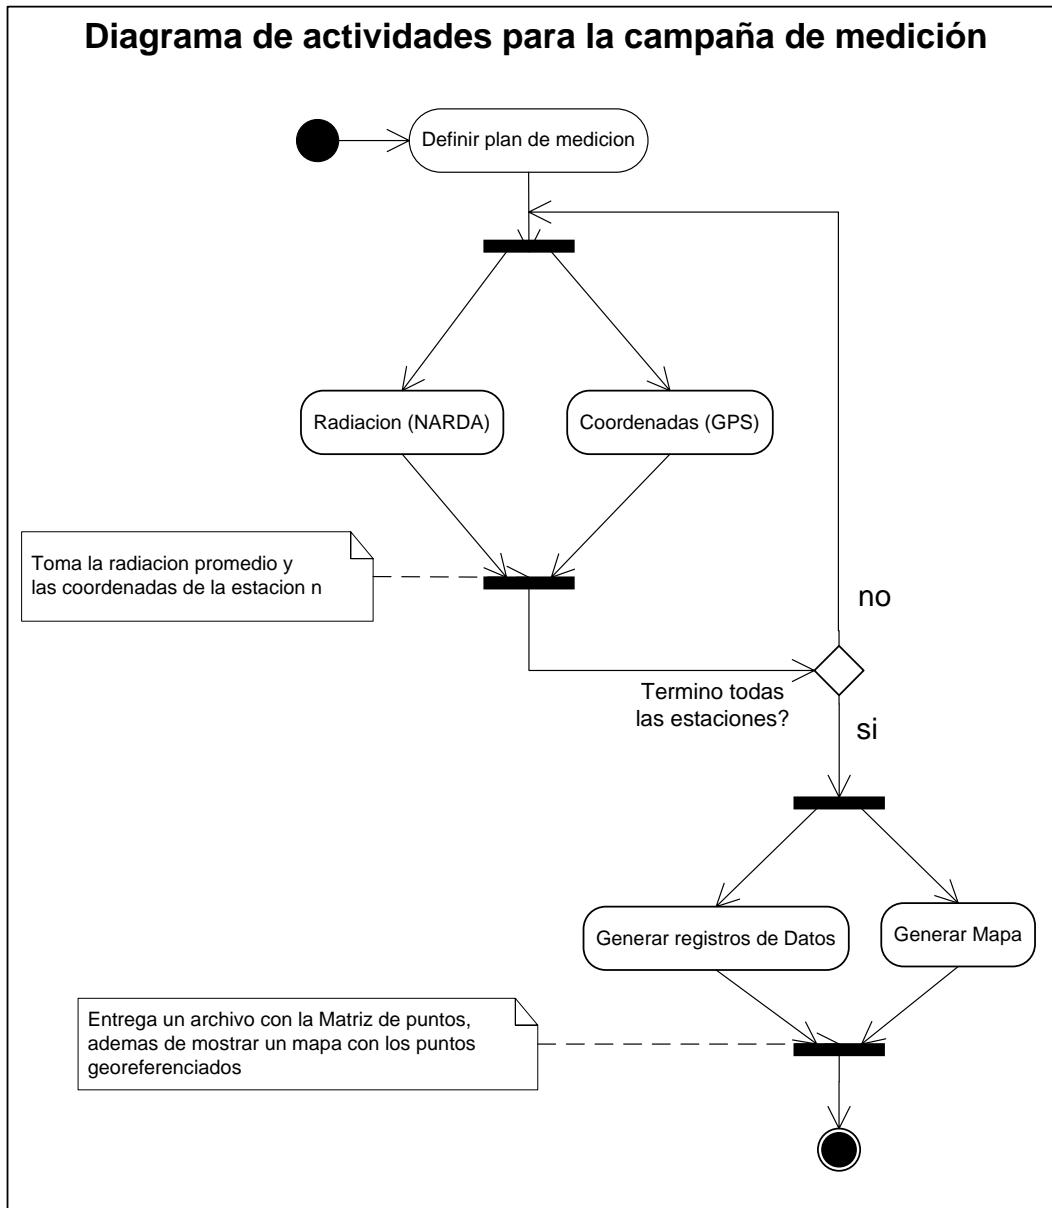 Diagrama de actividades para la campaña de medición
Definir plan de medicion
Radiacion (NARDA)
Coordenadas (GPS)
Toma la radiacion promedio y
las coordenadas de la estacion n
no
Termino todas
las estaciones?
si
Generar registros de Datos
Generar Mapa
Entrega un archivo con la Matriz de puntos,
ademas de mostrar un mapa con los puntos
georeferenciados